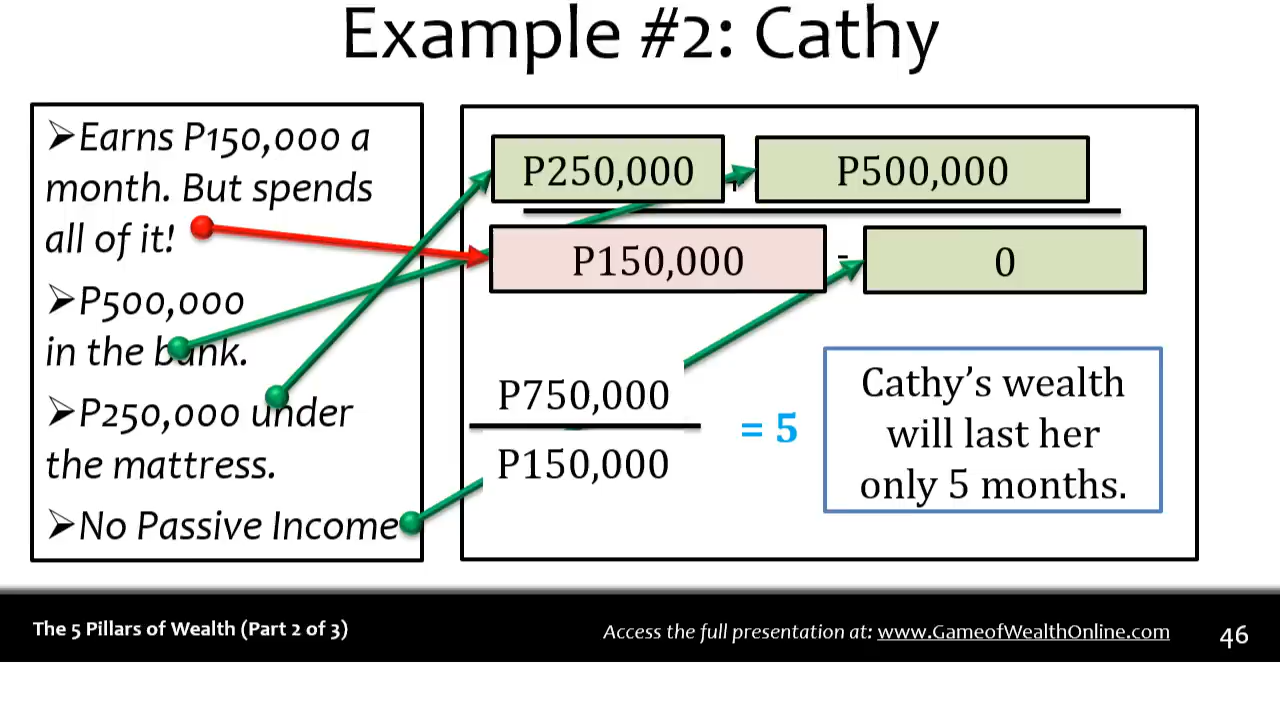 Example #2: Cathy
➢Earns P150,000 a
month. But spends
all of it!
➢P500,000
in the bank.
➢P250,000 under
the mattress.
➢No Passive Income
P250,000 + P500,000
P150,000 - 0
P750,000
P150,000
= 5
Cathy’s wealth
will last her
only 5 months.
The 5 Pillars of Wealth (Part 2 of 3)
Access the full presentation at: www.GameofWealthOnline.com
46